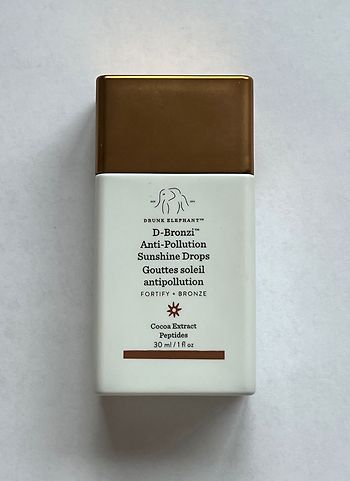 DRUNK ELEPHANT™
D-Bronzi™
Anti-Pollution
Sunshine Drops
Gouttes soleil
antipollution
FORTIFY + BRONZE
Cocoa Extract
Peptides
30 ml / 1 fl oz